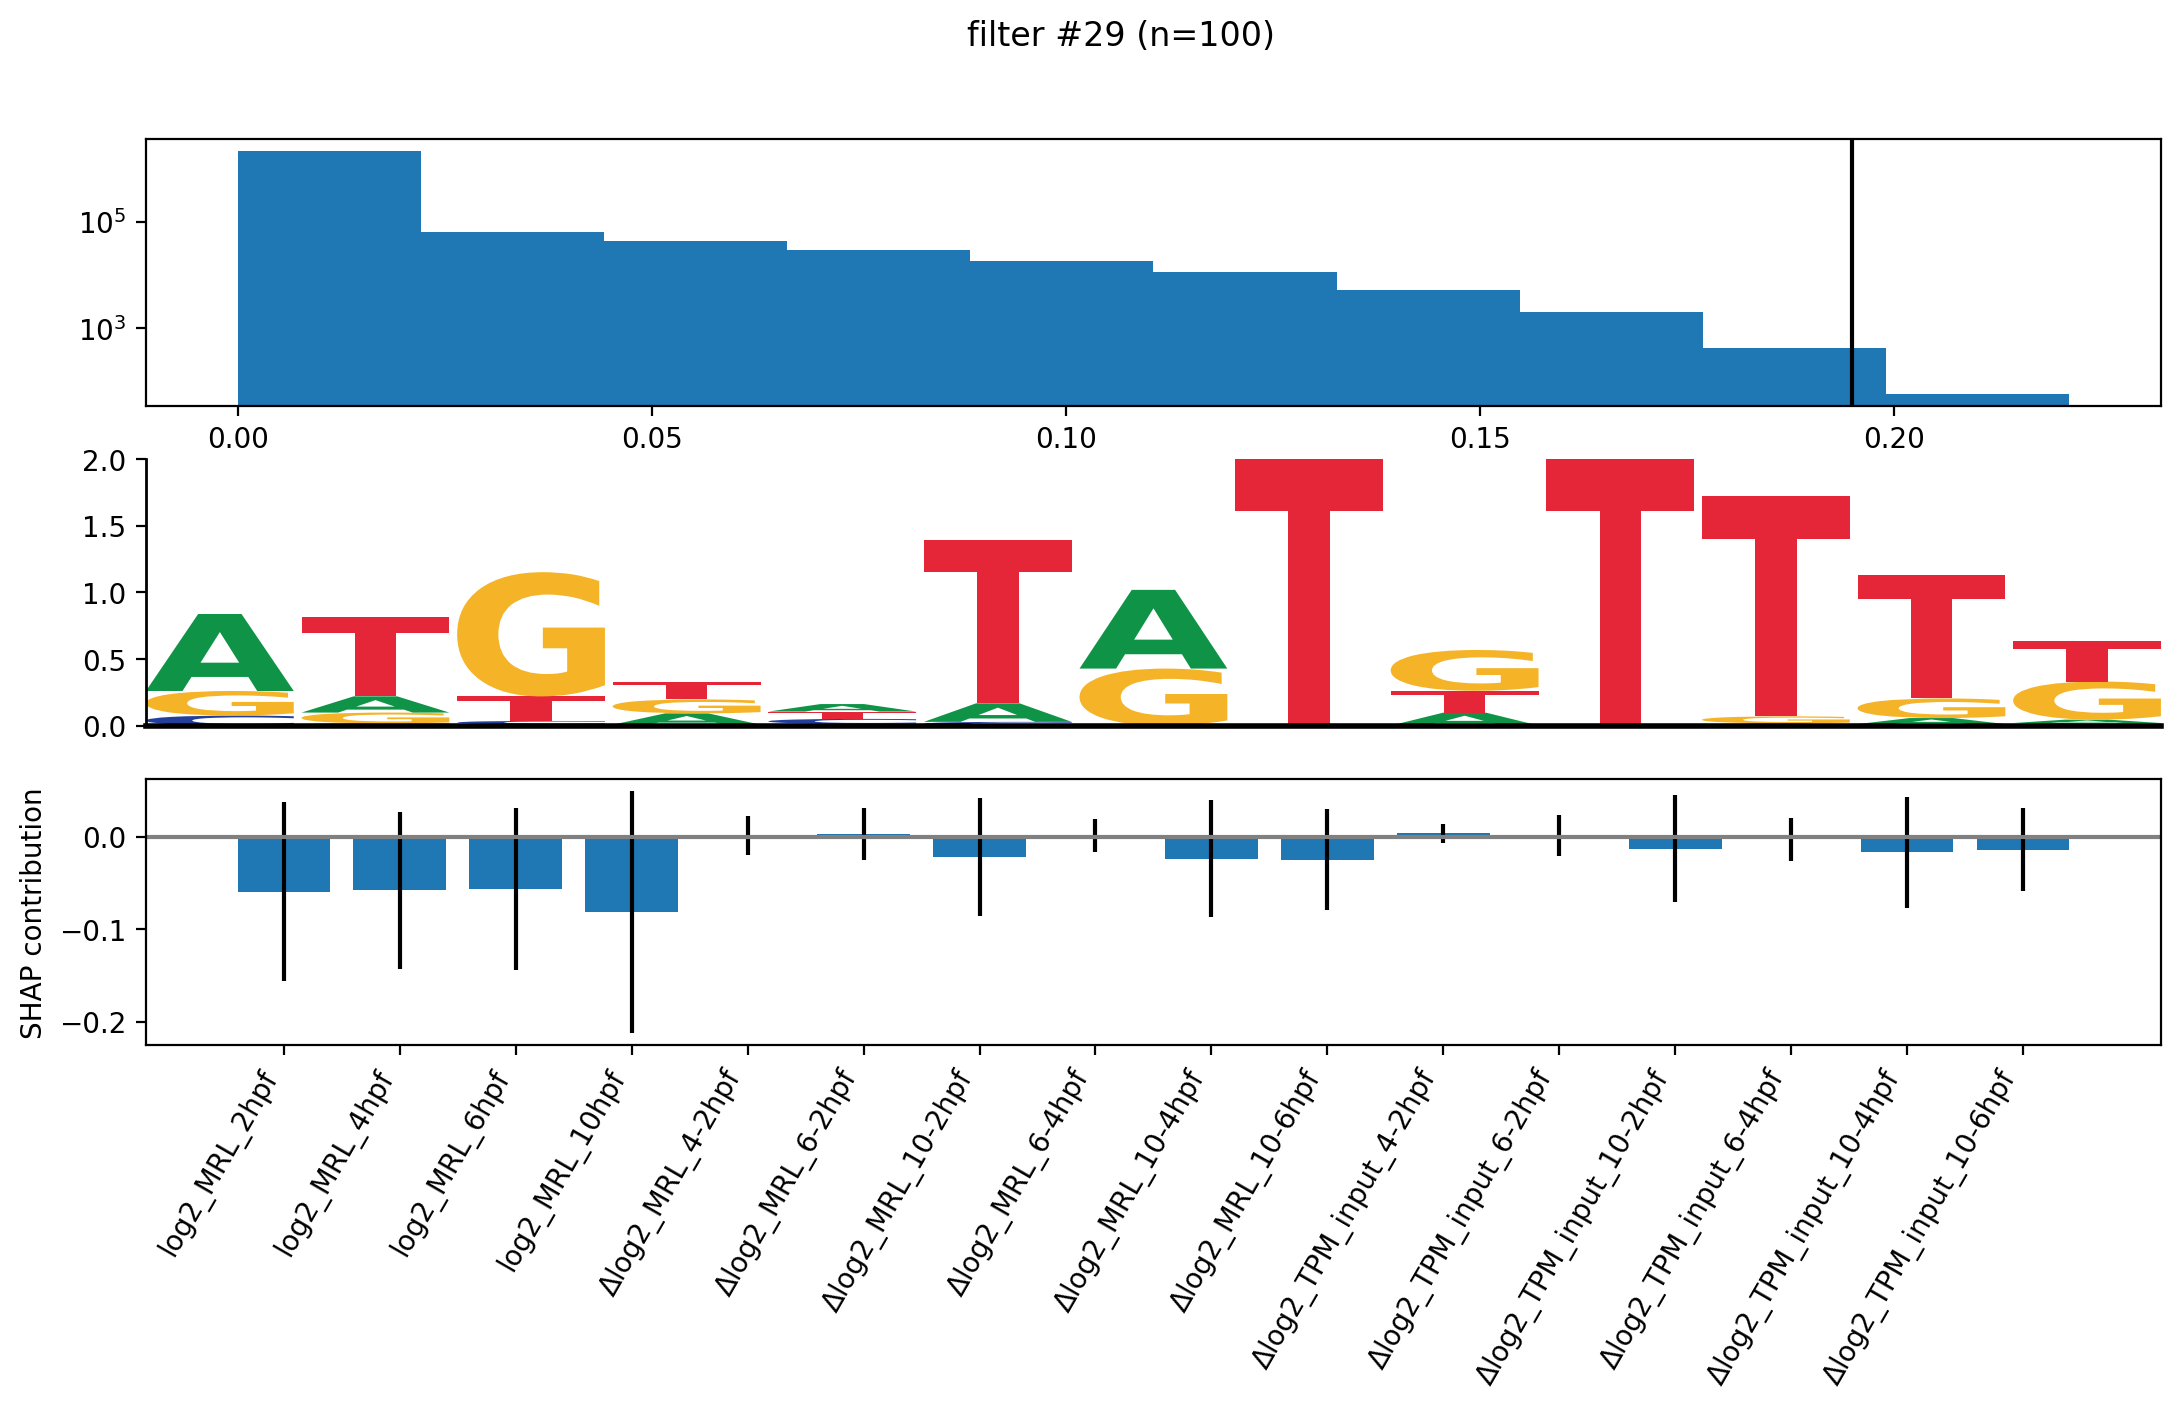 filter #29 (n=100)
10^5
10^3
0.00 0.05 0.10 0.15 0.20
2.0
1.5
1.0
0.5
0.0
SHAP contribution
0.0
−0.1
−0.2
log2_MRL_2hpf
log2_MRL_4hpf
log2_MRL_6hpf
log2_MRL_10hpf
Δlog2_MRL_4-2hpf
Δlog2_MRL_6-2hpf
Δlog2_MRL_10-2hpf
Δlog2_MRL_6-4hpf
Δlog2_MRL_10-4hpf
Δlog2_MRL_10-6hpf
Δlog2_TPM_input_4-2hpf
Δlog2_TPM_input_6-2hpf
Δlog2_TPM_input_10-2hpf
Δlog2_TPM_input_6-4hpf
Δlog2_TPM_input_10-4hpf
Δlog2_TPM_input_10-6hpf